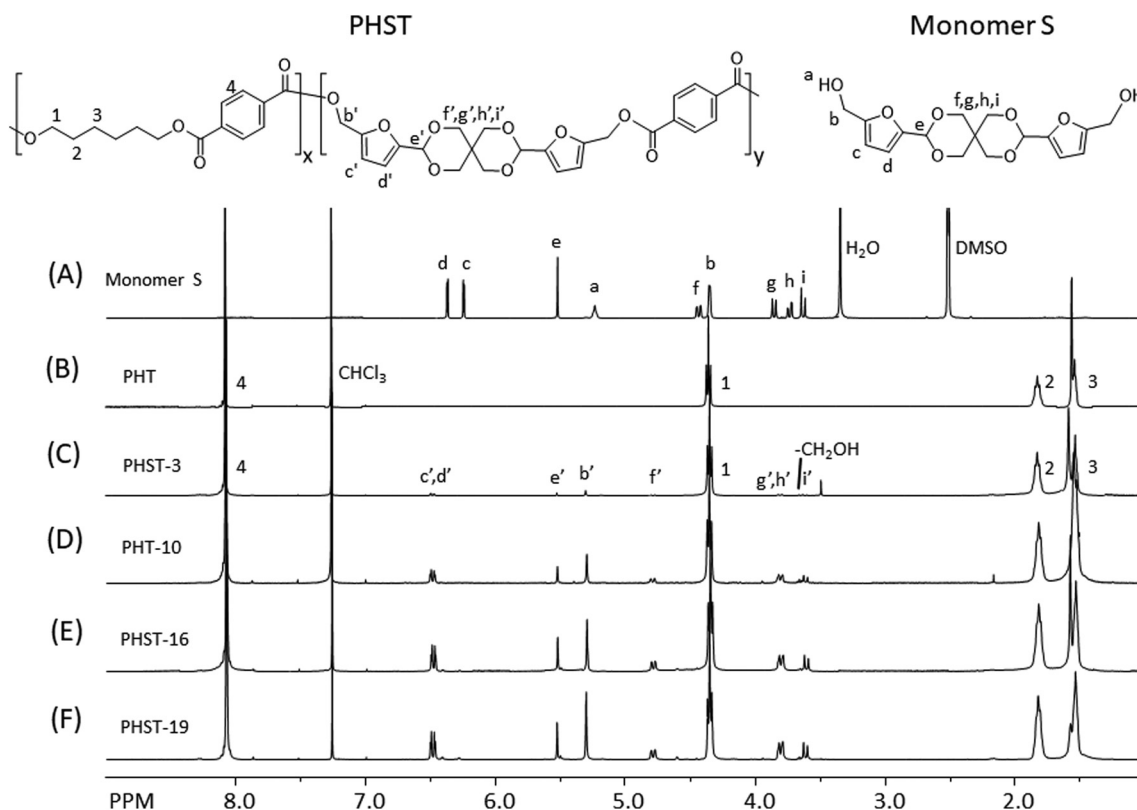 PHST Monomer S
O 4 O O a HO OH
1 3 O b' O f',g',h',i' O f,g,h,i O
O 2 O O x c' d' e' O O O O O O y b c d e O O O O
(A) Monomer S d c e a f b g h i H₂O DMSO
(B) PHT 4 CHCl₃ 1 2 3
(C) PHST-3 4 c',d' e' b' f' 1 g',h' -CH₂OH i' 2 3
(D) PHT-10
(E) PHST-16
(F) PHST-19
PPM 8.0 7.0 6.0 5.0 4.0 3.0 2.0